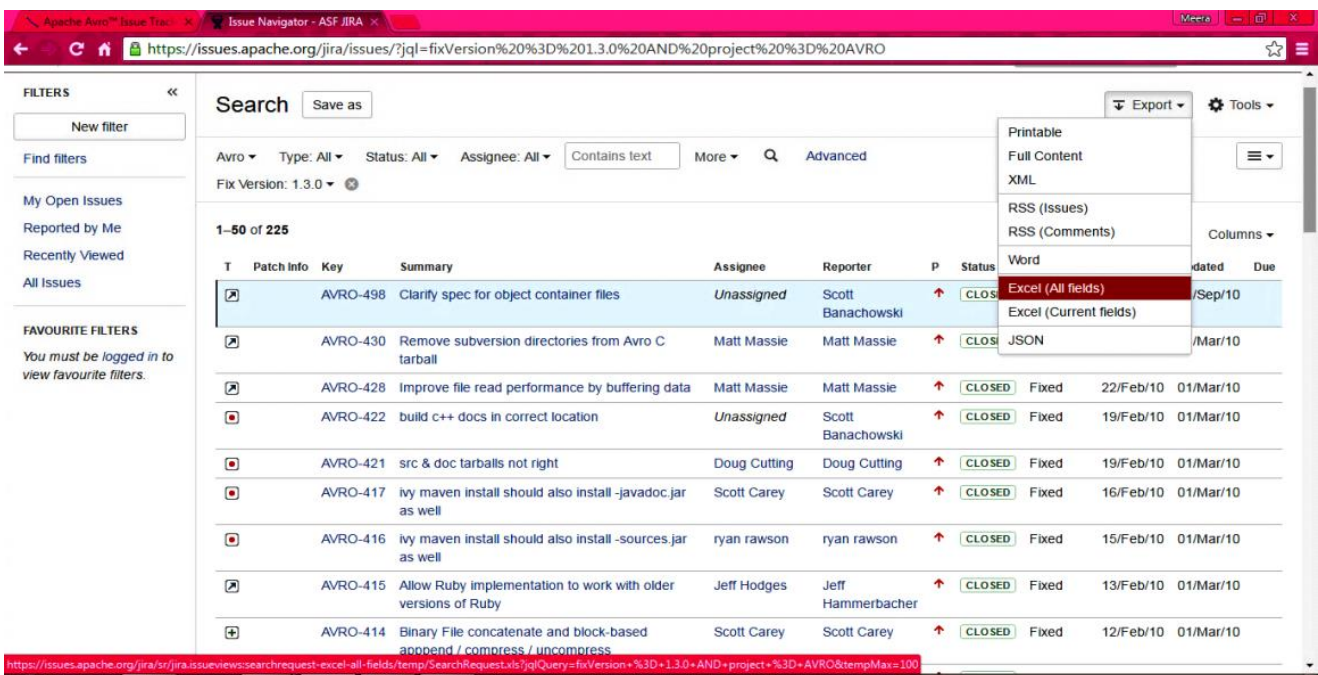 Apache Avro™ Issue Track
Issue Navigator - ASF JIRA
Meera
https://issues.apache.org/jira/issues/?jql=fixVersion%20%3D%201.3.0%20AND%20project%20%3D%20AVRO
FILTERS «
New filter
Find filters
My Open Issues
Reported by Me
Recently Viewed
All Issues
FAVOURITE FILTERS
You must be logged in to
view favourite filters.
Search Save as Export Tools
Avro Type: All Status: All Assignee: All Contains text More Advanced
Fix Version: 1.3.0
Printable
Full Content
XML
RSS (Issues)
RSS (Comments)
Word
Excel (All fields)
Excel (Current fields)
JSON
1–50 of 225 Columns
T Patch Info Key Summary Assignee Reporter P Status dated Due
AVRO-498 Clarify spec for object container files Unassigned Scott CLOS /Sep/10
Banachowski
AVRO-430 Remove subversion directories from Avro C Matt Massie Matt Massie CLOS /Mar/10
tarball
AVRO-428 Improve file read performance by buffering data Matt Massie Matt Massie CLOSED Fixed 22/Feb/10 01/Mar/10
AVRO-422 build c++ docs in correct location Unassigned Scott CLOSED Fixed 19/Feb/10 01/Mar/10
Banachowski
AVRO-421 src & doc tarballs not right Doug Cutting Doug Cutting CLOSED Fixed 19/Feb/10 01/Mar/10
AVRO-417 ivy maven install should also install -javadoc.jar Scott Carey Scott Carey CLOSED Fixed 16/Feb/10 01/Mar/10
as well
AVRO-416 ivy maven install should also install -sources.jar ryan rawson ryan rawson CLOSED Fixed 15/Feb/10 01/Mar/10
as well
AVRO-415 Allow Ruby implementation to work with older Jeff Hodges Jeff CLOSED Fixed 13/Feb/10 01/Mar/10
versions of Ruby Hammerbacher
AVRO-414 Binary File concatenate and block-based Scott Carey Scott Carey CLOSED Fixed 12/Feb/10 01/Mar/10
apppend / compress / uncompress
https://issues.apache.org/jira/sr/jira.issueviews:searchrequest-excel-all-fields/temp/SearchRequest.xls?jqlQuery=fixVersion+%3D+1.3.0+AND+project+%3D+AVRO&tempMax=100